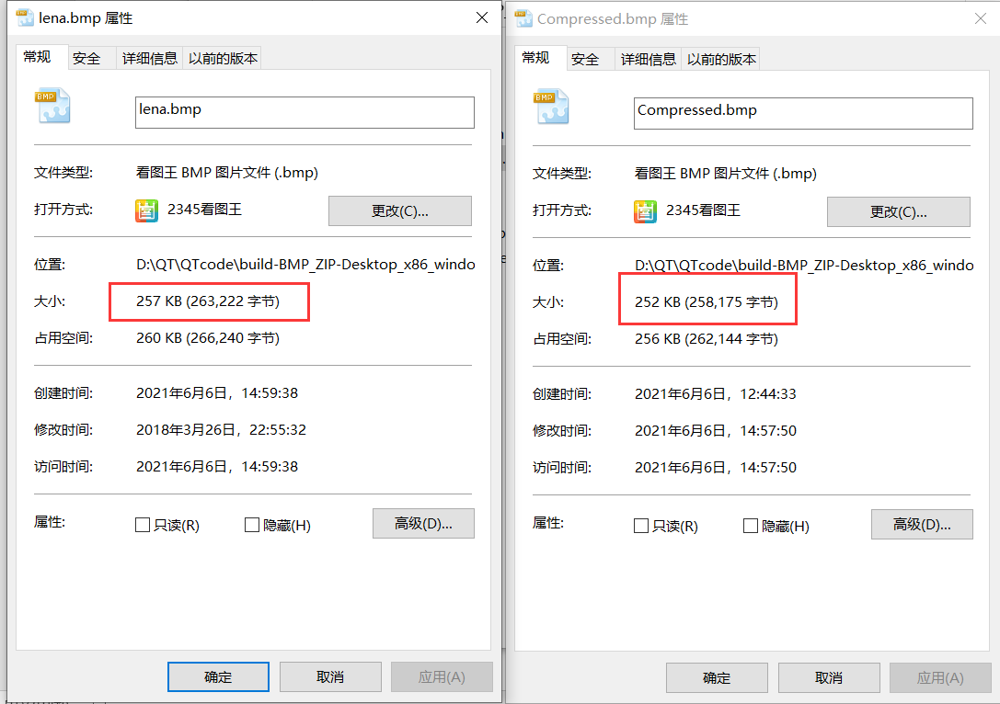 lena.bmp 属性
常规 安全 详细信息 以前的版本
BMP
lena.bmp
文件类型: 看图王 BMP 图片文件 (.bmp)
打开方式: 2345看图王 更改(C)...
位置: D:\QT\QTcode\build-BMP_ZIP-Desktop_x86_windo
大小: 257 KB (263,222 字节)
占用空间: 260 KB (266,240 字节)
创建时间: 2021年6月6日，14:59:38
修改时间: 2018年3月26日，22:55:32
访问时间: 2021年6月6日，14:59:38
属性: 只读(R) 隐藏(H) 高级(D)...
确定 取消 应用(A)
Compressed.bmp 属性
常规 安全 详细信息 以前的版本
BMP
Compressed.bmp
文件类型: 看图王 BMP 图片文件 (.bmp)
打开方式: 2345看图王 更改(C)...
位置: D:\QT\QTcode\build-BMP_ZIP-Desktop_x86_windo
大小: 252 KB (258,175 字节)
占用空间: 256 KB (262,144 字节)
创建时间: 2021年6月6日，12:44:33
修改时间: 2021年6月6日，14:57:50
访问时间: 2021年6月6日，14:57:50
属性: 只读(R) 隐藏(H) 高级(D)...
确定 取消 应用(A)